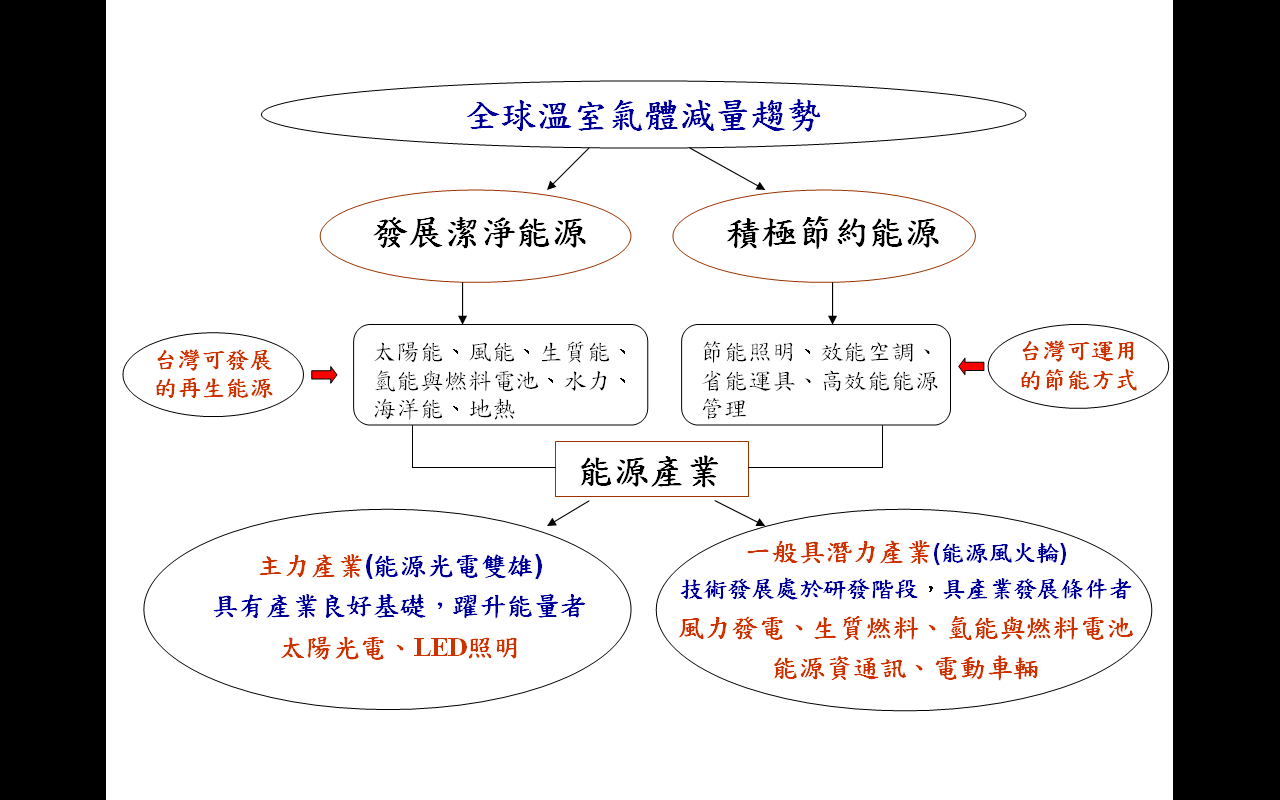 全球溫室氣體減量趨勢
發展潔淨能源
積極節約能源
台灣可發展
的再生能源
太陽能、風能、生質能、
氫能與燃料電池、水力、
海洋能、地熱
節能照明、效能空調、
省能運具、高效能能源
管理
台灣可運用
的節能方式
能源產業
主力產業(能源光電雙雄)
具有產業良好基礎，躍升能量者
太陽光電、LED照明
一般具潛力產業(能源風火輪)
技術發展處於研發階段，具產業發展條件者
風力發電、生質燃料、氫能與燃料電池
能源資通訊、電動車輛